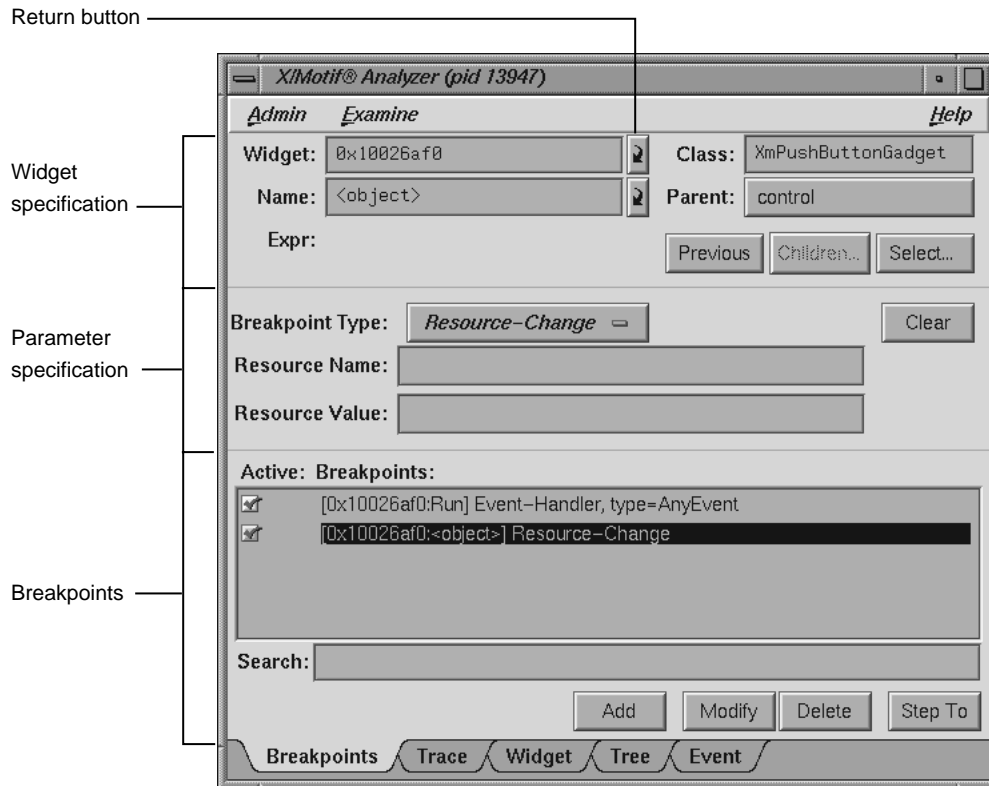 Return button
X/Motif® Analyzer (pid 13947)
Admin Examine Help
Widget specification
Widget: 0x10026af0 Class: XmPushButtonGadget
Name: <object> Parent: control
Expr: Previous Children... Select...
Parameter specification
Breakpoint Type: Resource-Change Clear
Resource Name:
Resource Value:
Breakpoints
Active: Breakpoints:
[0x10026af0:Run] Event-Handler, type=AnyEvent
[0x10026af0:<object>] Resource-Change
Search:
Add Modify Delete Step To
Breakpoints Trace Widget Tree Event